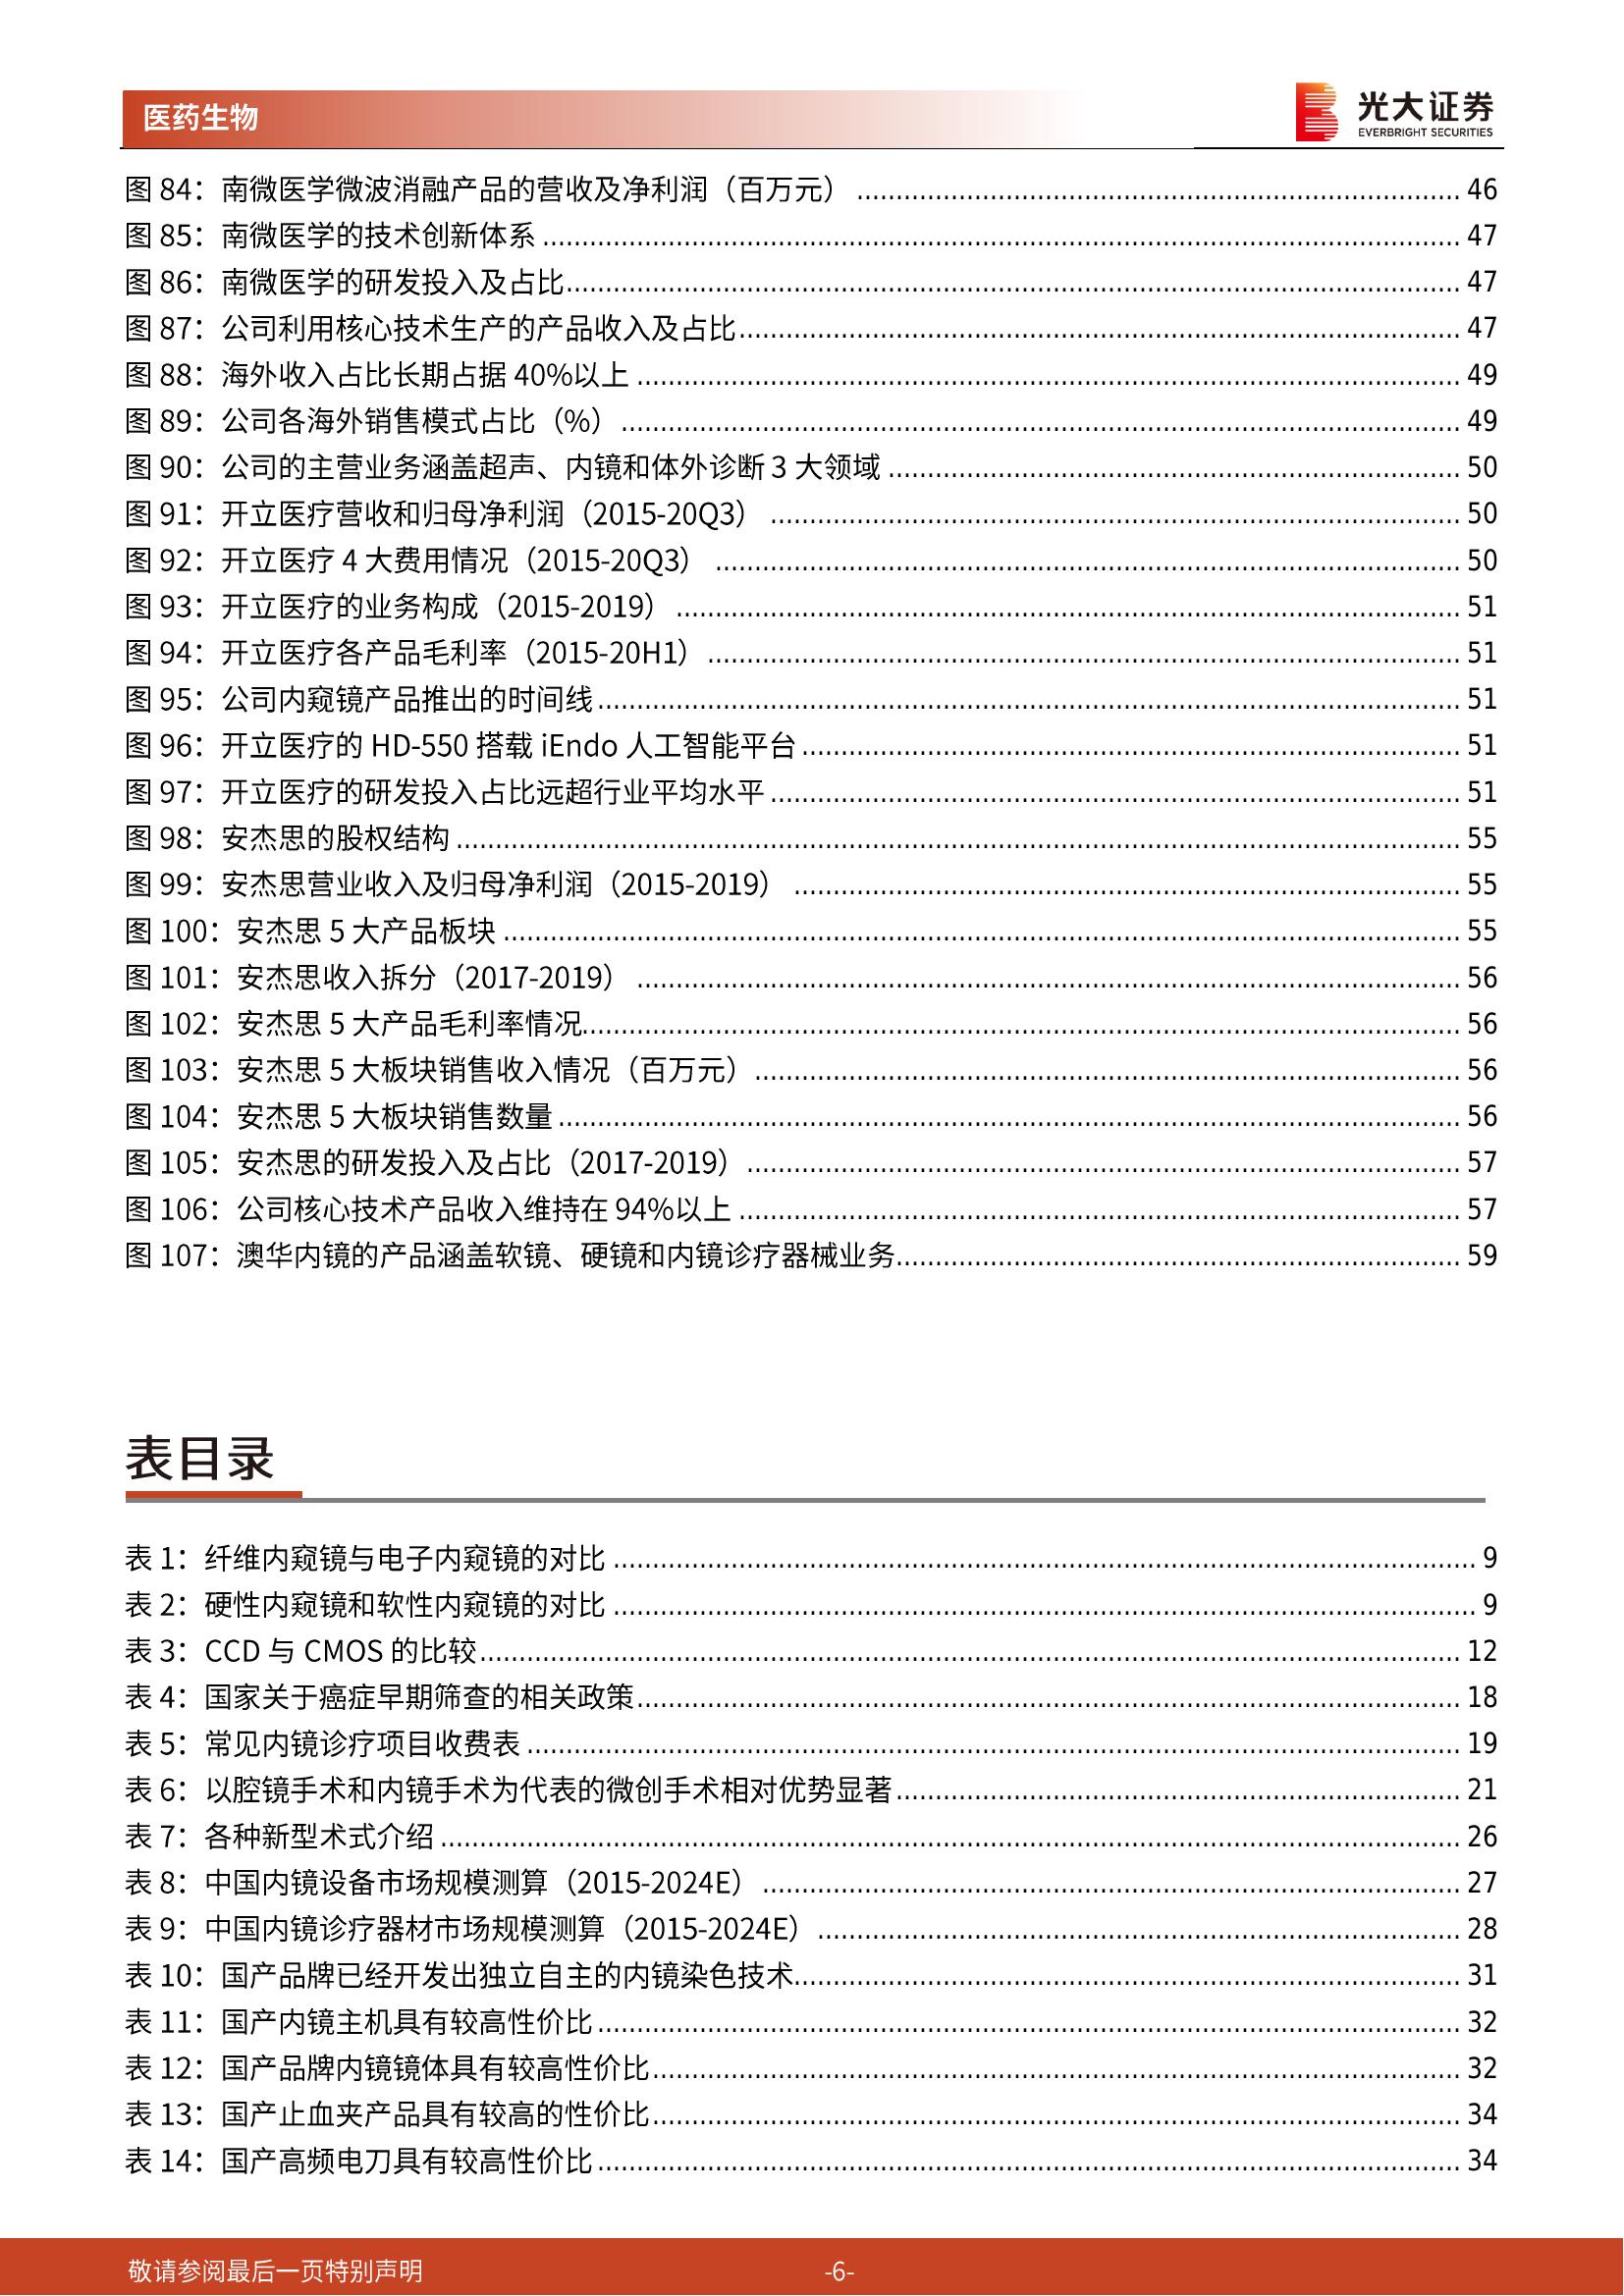 医药生物
光大证券
EVERBRIGHT SECURITIES
图 84：南微医学微波消融产品的营收及净利润（百万元） 46
图 85：南微医学的技术创新体系 47
图 86：南微医学的研发投入及占比 47
图 87：公司利用核心技术生产的产品收入及占比 47
图 88：海外收入占比长期占据 40%以上 49
图 89：公司各海外销售模式占比（%） 49
图 90：公司的主营业务涵盖超声、内镜和体外诊断 3 大领域 50
图 91：开立医疗营收和归母净利润（2015-20Q3） 50
图 92：开立医疗 4 大费用情况（2015-20Q3） 50
图 93：开立医疗的业务构成（2015-2019） 51
图 94：开立医疗各产品毛利率（2015-20H1） 51
图 95：公司内窥镜产品推出的时间线 51
图 96：开立医疗的 HD-550 搭载 iEndo 人工智能平台 51
图 97：开立医疗的研发投入占比远超行业平均水平 51
图 98：安杰思的股权结构 55
图 99：安杰思营业收入及归母净利润（2015-2019） 55
图 100：安杰思 5 大产品板块 55
图 101：安杰思收入拆分（2017-2019） 56
图 102：安杰思 5 大产品毛利率情况 56
图 103：安杰思 5 大板块销售收入情况（百万元） 56
图 104：安杰思 5 大板块销售数量 56
图 105：安杰思的研发投入及占比（2017-2019） 57
图 106：公司核心技术产品收入维持在 94%以上 57
图 107：澳华内镜的产品涵盖软镜、硬镜和内镜诊疗器械业务 59
表目录
表 1：纤维内窥镜与电子内窥镜的对比 9
表 2：硬性内窥镜和软性内窥镜的对比 9
表 3：CCD 与 CMOS 的比较 12
表 4：国家关于癌症早期筛查的相关政策 18
表 5：常见内镜诊疗项目收费表 19
表 6：以腔镜手术和内镜手术为代表的微创手术相对优势显著 21
表 7：各种新型术式介绍 26
表 8：中国内镜设备市场规模测算（2015-2024E） 27
表 9：中国内镜诊疗器材市场规模测算（2015-2024E） 28
表 10：国产品牌已经开发出独立自主的内镜染色技术 31
表 11：国产内镜主机具有较高性价比 32
表 12：国产品牌内镜镜体具有较高性价比 32
表 13：国产止血夹产品具有较高的性价比 34
表 14：国产高频电刀具有较高性价比 34
敬请参阅最后一页特别声明
-6-